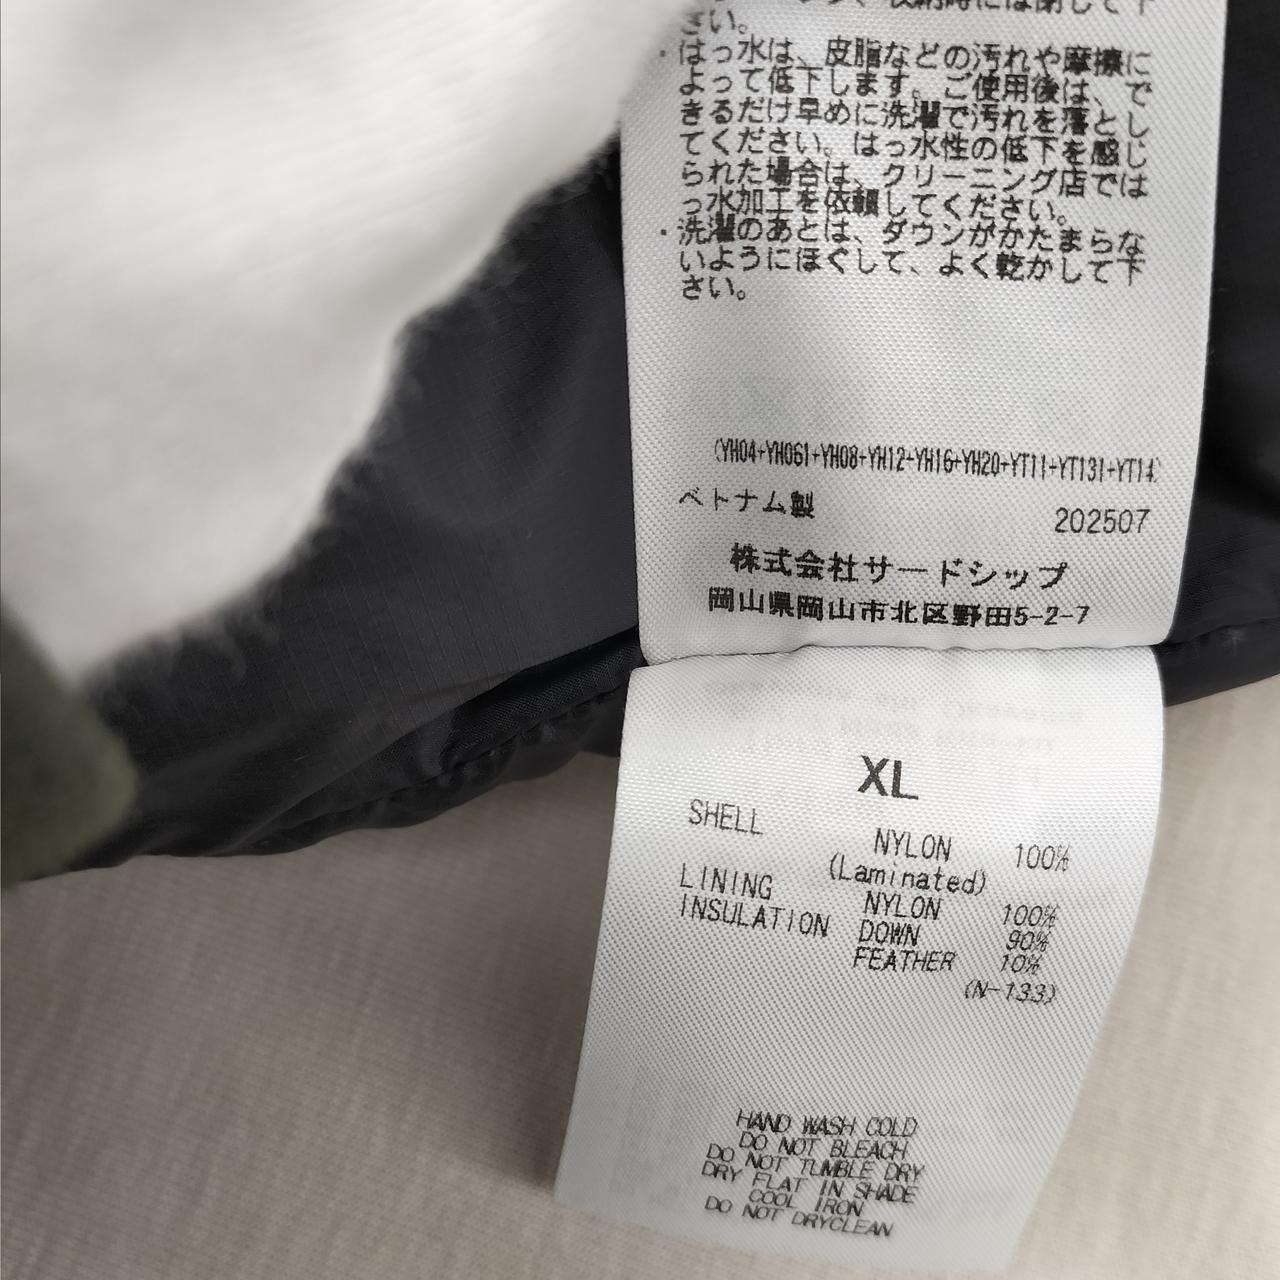 さい。
・はっ水は、皮脂などの汚れや摩擦に
よって低下します。ご使用後は、で
きるだけ早めに洗濯で汚れを落とし
てください。はっ水性の低下を感じ
られた場合は、クリーニング店では
っ水加工を依頼してください。
・洗濯のあとは、ダウンがかたまらな
いようにほぐして、よく乾かして下
さい。
(YH04+YH061+YH08+YH12+YH16+YH20+YT11+YT131+YT14)
ベトナム製
202507
株式会社サードシップ
岡山県岡山市北区野田5-2-7
XL
SHELL
NYLON 100%
(Laminated)
LINING NYLON 100%
INSULATION DOWN 90%
FEATHER 10%
(N-133)
HAND WASH COLD
DO NOT BLEACH
DO NOT TUMBLE DRY
DRY FLAT IN SHADE
COOL IRON
DO NOT DRYCLEAN